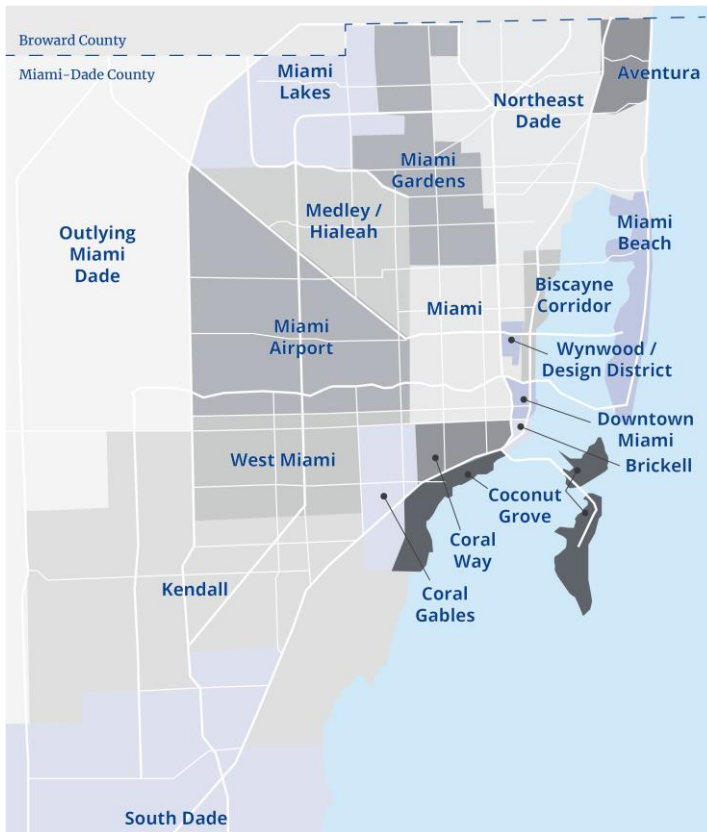 Broward County
Miami-Dade County
Miami
Lakes
Aventura
Northeast
Dade
Miami
Gardens
Medley /
Hialeah
Miami
Beach
Outlying
Miami
Dade
Biscayne
Corridor
Miami
Miami
Airport
Wynwood /
Design District
Downtown
Miami
Brickell
West Miami
Coconut
Grove
Coral
Way
Kendall
Coral
Gables
South Dade